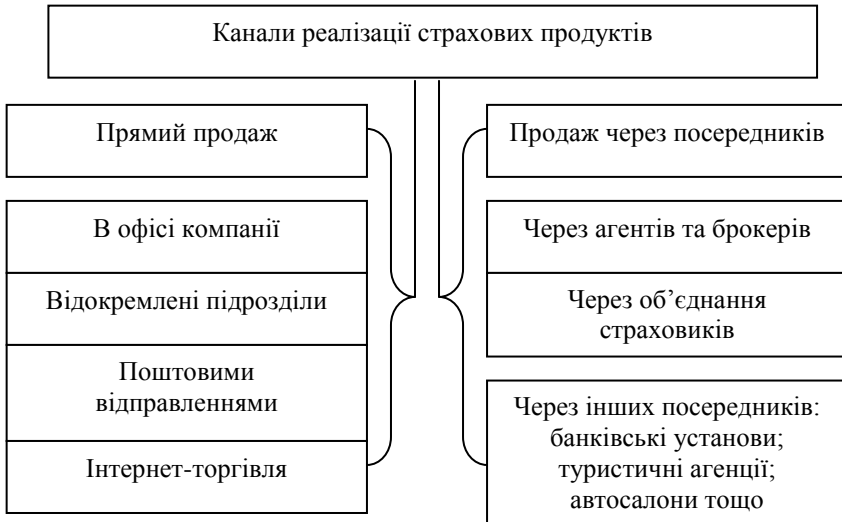 Канали реалізації страхових продуктів
Прямий продаж
В офісі компанії
Відокремлені підрозділи
Поштовими
відправленнями
Інтернет-торгівля
Продаж через посередників
Через агентів та брокерів
Через об’єднання
страховиків
Через інших посередників:
банківські установи;
туристичні агенції;
автосалони тощо